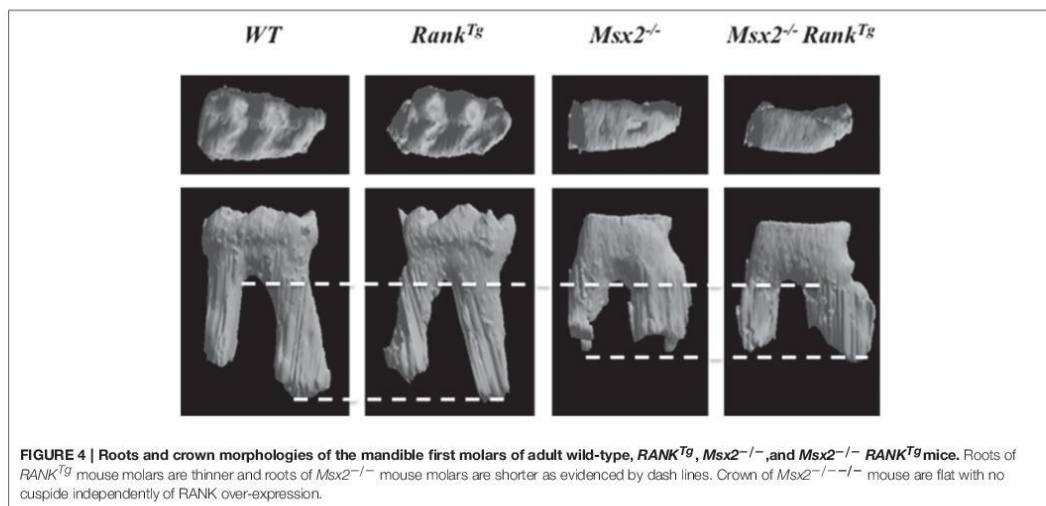 WT Rank^Tg Msx2^-/- Msx2^-/- Rank^Tg
FIGURE 4 | Roots and crown morphologies of the mandible first molars of adult wild-type, RANK^Tg, Msx2^−/− ,and Msx2^−/− RANK^Tg mice. Roots of
RANK^Tg mouse molars are thinner and roots of Msx2^−/− mouse molars are shorter as evidenced by dash lines. Crown of Msx2^−/−−/− mouse are flat with no
cuspide independently of RANK over-expression.